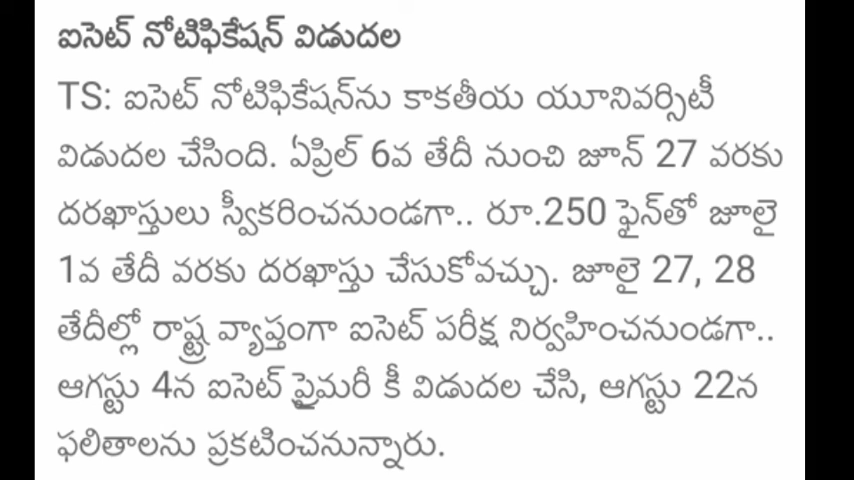 ఐసెట్ నోటిఫికేషన్ విడుదల
TS: ఐసెట్ నోటిఫికేషన్‌ను కాకతీయ యూనివర్సిటీ
విడుదల చేసింది. ఏప్రిల్ 6వ తేదీ నుంచి జూన్ 27 వరకు
దరఖాస్తులు స్వీకరించనుండగా.. రూ.250 ఫైన్‌తో జూలై
1వ తేదీ వరకు దరఖాస్తు చేసుకోవచ్చు. జూలై 27, 28
తేదీల్లో రాష్ట్ర వ్యాప్తంగా ఐసెట్ పరీక్ష నిర్వహించనుండగా..
ఆగస్టు 4న ఐసెట్ ప్రైమరీ కీ విడుదల చేసి, ఆగస్టు 22న
ఫలితాలను ప్రకటించనున్నారు.